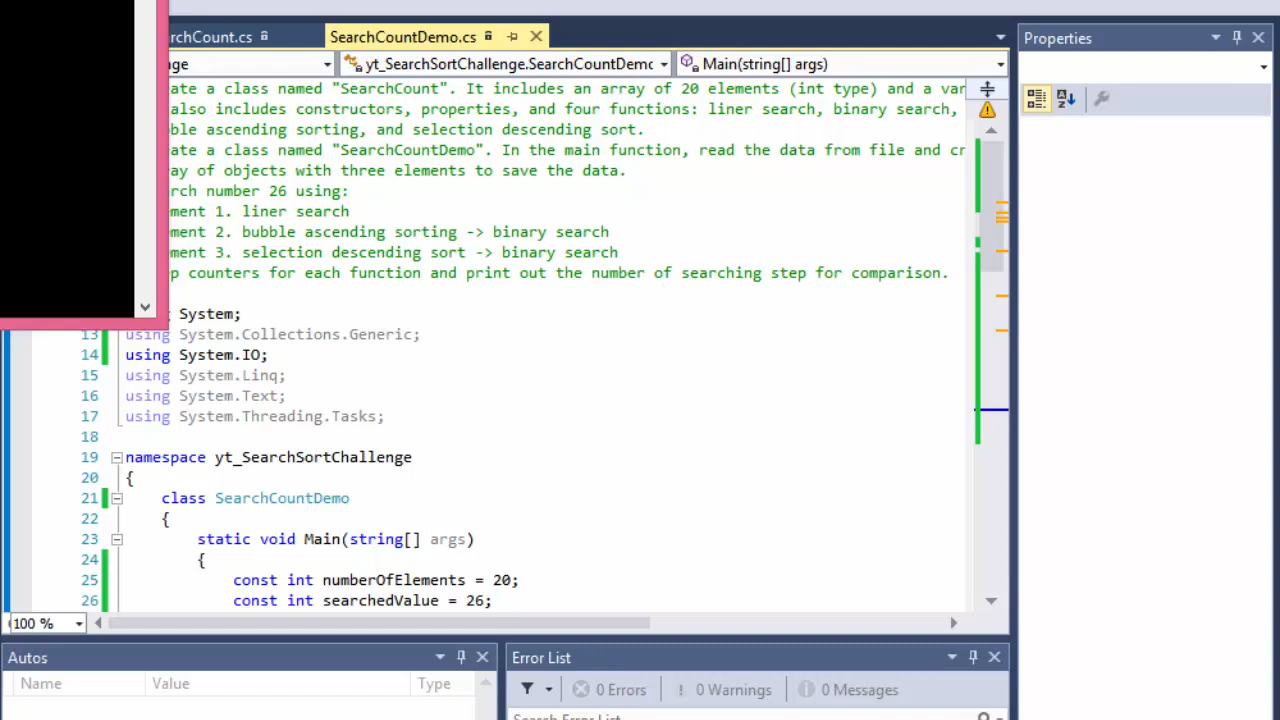 rchCount.cs
SearchCountDemo.cs
Properties
ge
yt_SearchSortChallenge.SearchCountDemo
Main(string[] args)
ate a class named "SearchCount". It includes an array of 20 elements (int type) and a var
also includes constructors, properties, and four functions: liner search, binary search,
bble ascending sorting, and selection descending sort.
ate a class named "SearchCountDemo". In the main function, read the data from file and cr
ray of objects with three elements to save the data.
rch number 26 using:
ment 1. liner search
ment 2. bubble ascending sorting -> binary search
ment 3. selection descending sort -> binary search
ep counters for each function and print out the number of searching step for comparison.
System;
13 using System.Collections.Generic;
14 using System.IO;
15 using System.Linq;
16 using System.Text;
17 using System.Threading.Tasks;
18
19 namespace yt_SearchSortChallenge
20 {
21 class SearchCountDemo
22 {
23 static void Main(string[] args)
24 {
25 const int numberOfElements = 20;
26 const int searchedValue = 26;
100 %
Autos
Name Value Type
Error List
0 Errors 0 Warnings 0 Messages
Search Error List